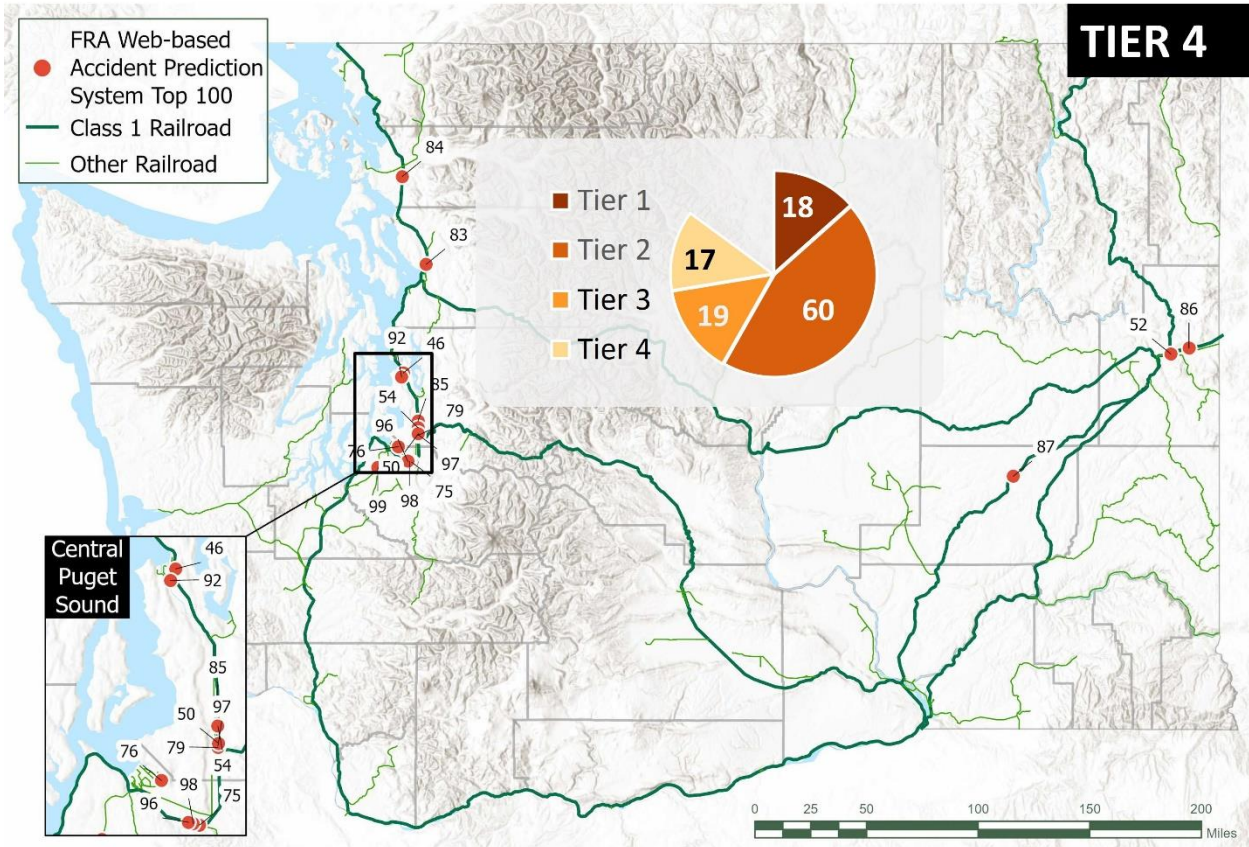 FRA Web-based
Accident Prediction
System Top 100
Class 1 Railroad
Other Railroad
TIER 4
84
83
Tier 1
Tier 2
Tier 3
Tier 4
18
17
19
60
52
86
92
46
54
85
79
96
76
50
97
99
98
75
87
Central
Puget
Sound
46
92
85
97
50
79
76
54
98
75
96
0
50
100
150
200
Miles